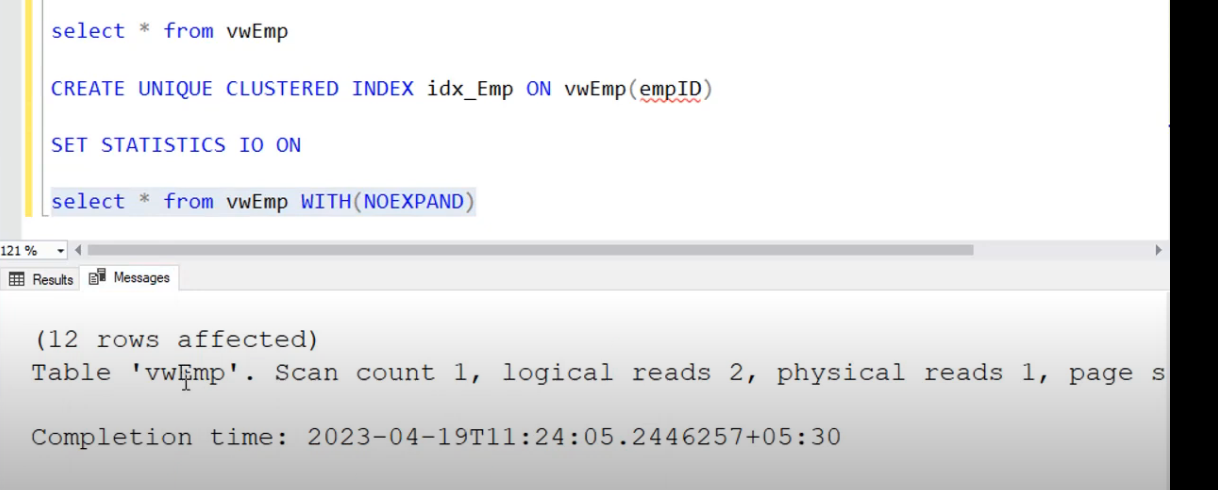 select * from vwEmp
CREATE UNIQUE CLUSTERED INDEX idx_Emp ON vwEmp(empID)
SET STATISTICS IO ON
select * from vwEmp WITH(NOEXPAND)
121 %
Results Messages
(12 rows affected)
Table 'vwEmp'. Scan count 1, logical reads 2, physical reads 1, page s
Completion time: 2023-04-19T11:24:05.2446257+05:30